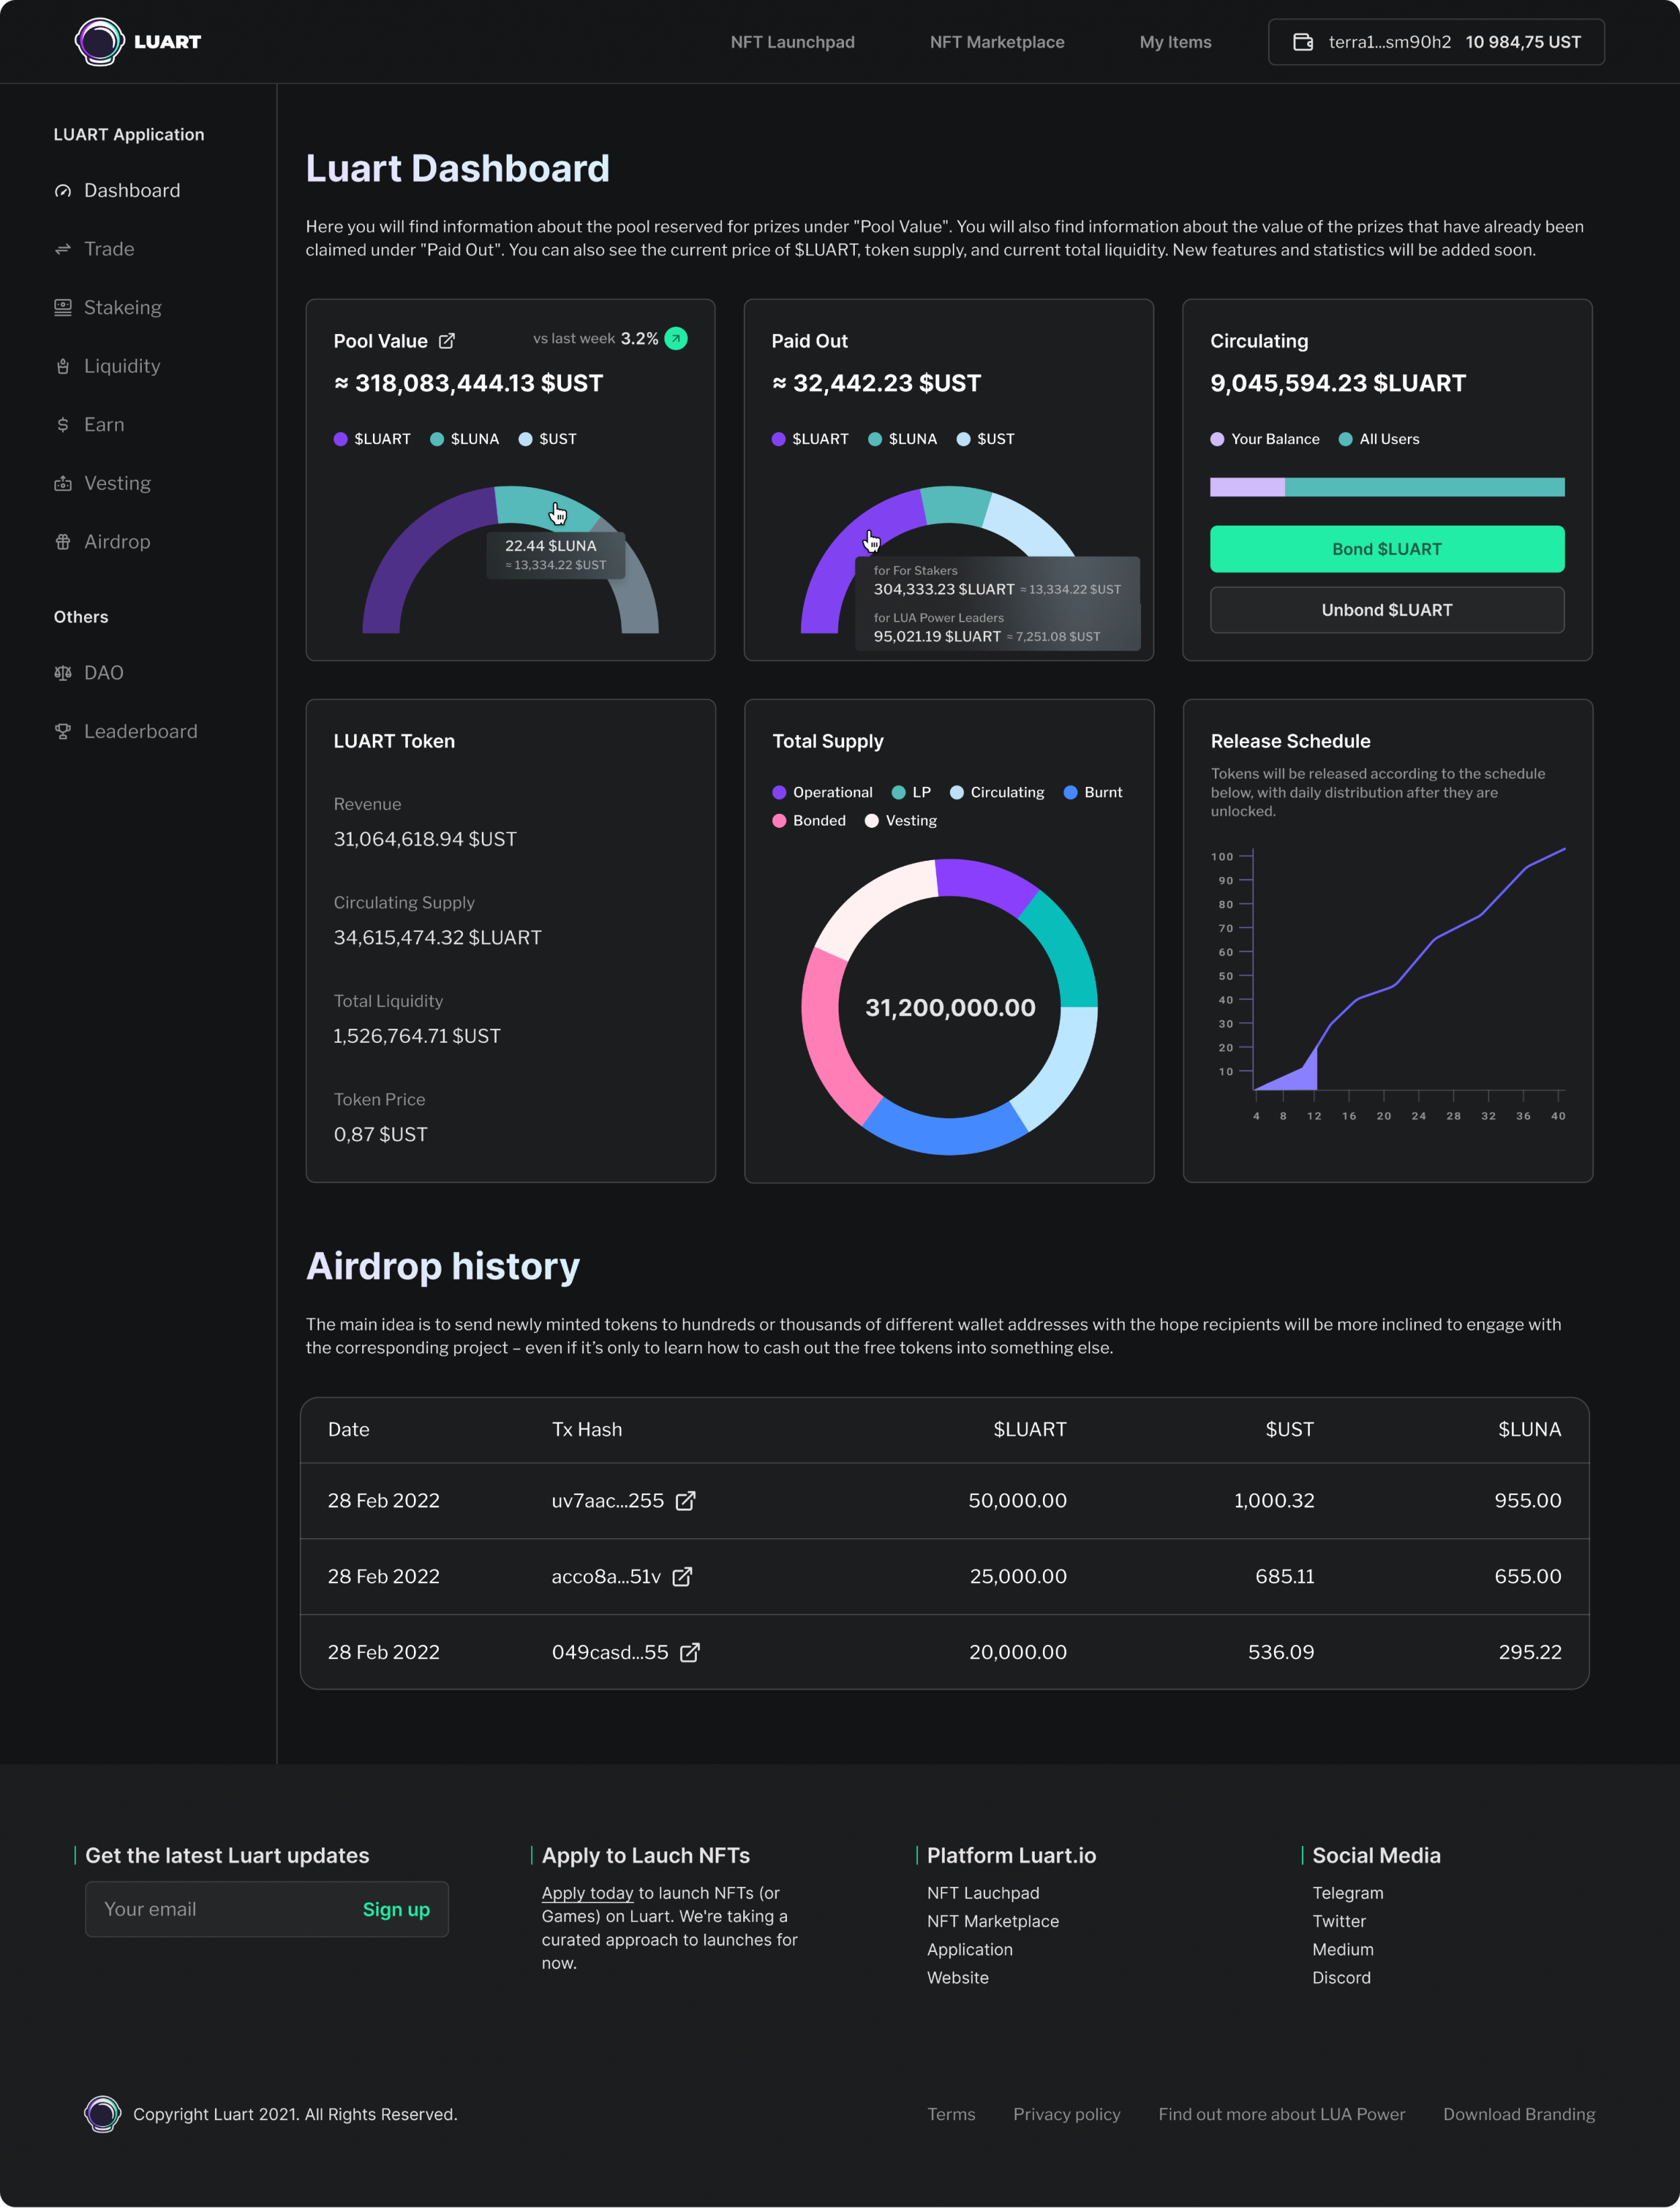 LUART
NFT Launchpad
NFT Marketplace
My Items
terra1...sm90h2 10 984,75 UST
LUART Application
Dashboard
Trade
Stakeing
Liquidity
Earn
Vesting
Airdrop
Others
DAO
Leaderboard
Luart Dashboard
Here you will find information about the pool reserved for prizes under "Pool Value". You will also find information about the value of the prizes that have already been
claimed under "Paid Out". You can also see the current price of $LUART, token supply, and current total liquidity. New features and statistics will be added soon.
Pool Value
vs last week 3.2%
≈ 318,083,444.13 $UST
$LUART $LUNA $UST
22.44 $LUNA
≈ 13,334.22 $UST
Paid Out
≈ 32,442.23 $UST
$LUART $LUNA $UST
for For Stakers
304,333.23 $LUART ≈ 13,334.22 $UST
for LUA Power Leaders
95,021.19 $LUART ≈ 7,251.08 $UST
Circulating
9,045,594.23 $LUART
Your Balance All Users
Bond $LUART
Unbond $LUART
LUART Token
Revenue
31,064,618.94 $UST
Circulating Supply
34,615,474.32 $LUART
Total Liquidity
1,526,764.71 $UST
Token Price
0,87 $UST
Total Supply
Operational LP Circulating Burnt
Bonded Vesting
31,200,000.00
Release Schedule
Tokens will be released according to the schedule
below, with daily distribution after they are
unlocked.
100
90
80
70
60
50
40
30
20
10
4 8 12 16 20 24 28 32 36 40
Airdrop history
The main idea is to send newly minted tokens to hundreds or thousands of different wallet addresses with the hope recipients will be more inclined to engage with
the corresponding project – even if it’s only to learn how to cash out the free tokens into something else.
Date Tx Hash $LUART $UST $LUNA
28 Feb 2022 uv7aac...255 50,000.00 1,000.32 955.00
28 Feb 2022 acco8a...51v 25,000.00 685.11 655.00
28 Feb 2022 049casd...55 20,000.00 536.09 295.22
Get the latest Luart updates
Your email Sign up
Apply to Lauch NFTs
Apply today to launch NFTs (or
Games) on Luart. We're taking a
curated approach to launches for
now.
Platform Luart.io
NFT Lauchpad
NFT Marketplace
Application
Website
Social Media
Telegram
Twitter
Medium
Discord
Copyright Luart 2021. All Rights Reserved.
Terms
Privacy policy
Find out more about LUA Power
Download Branding